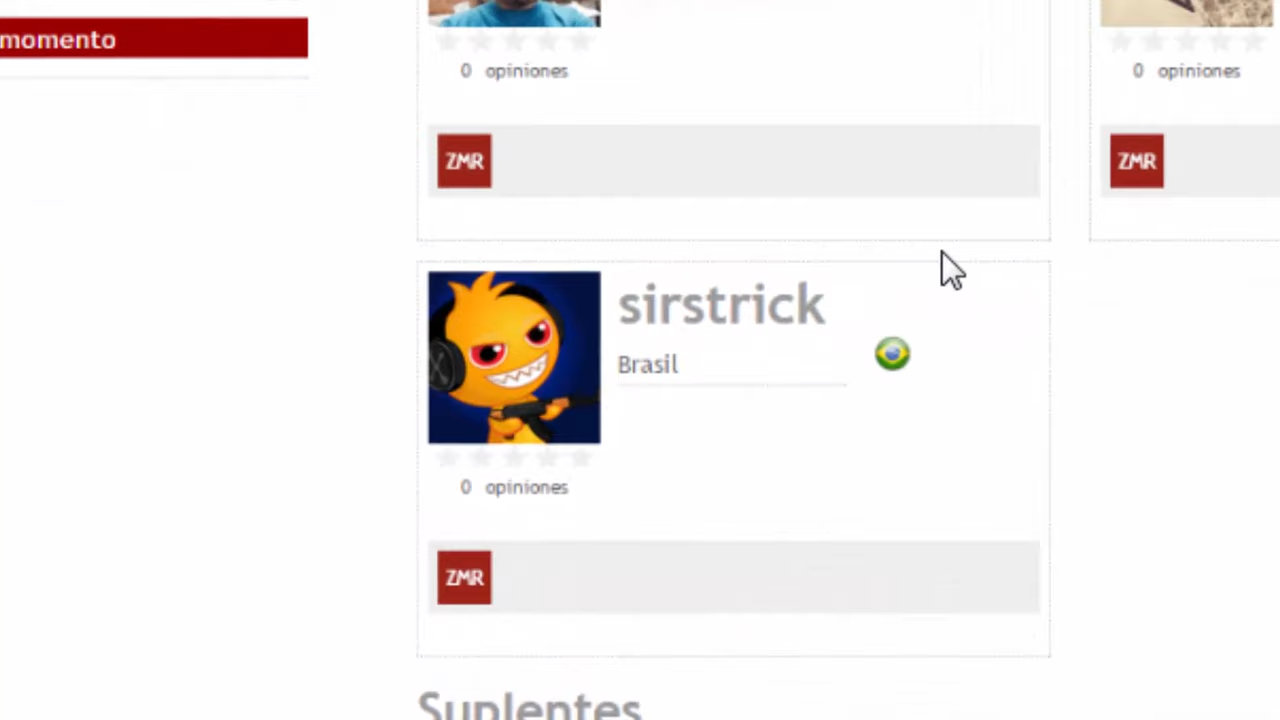 momento
0 opiniones
0 opiniones
ZMR
ZMR
sirstrick
Brasil
0 opiniones
ZMR
Suplentes